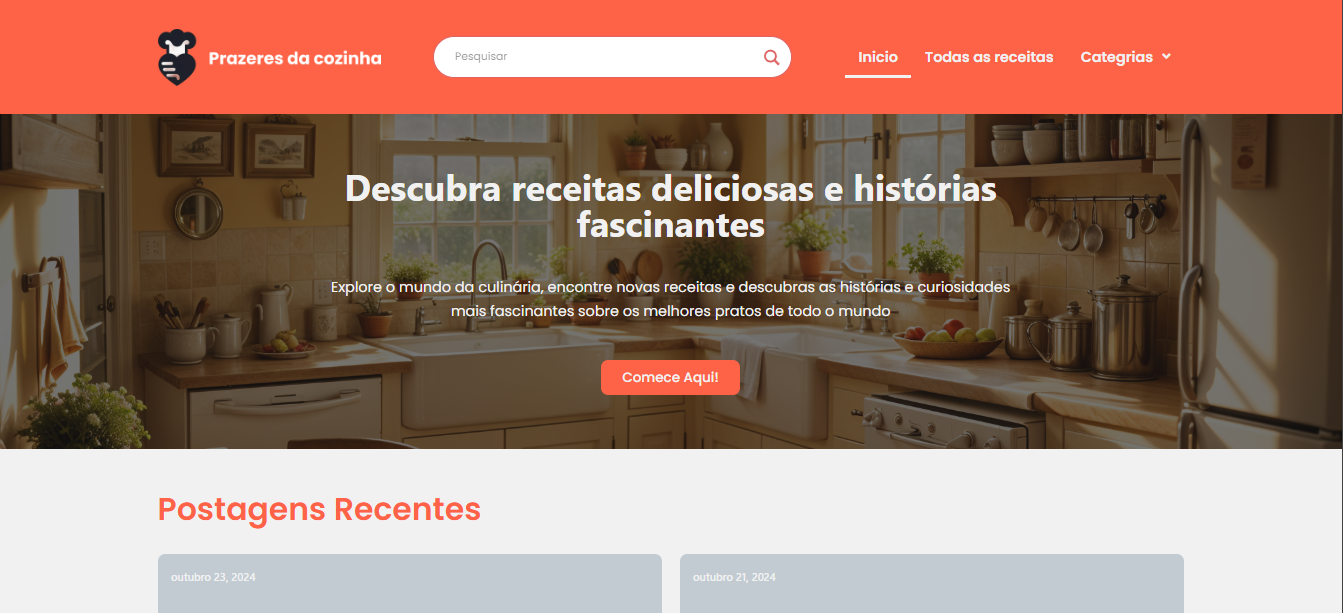 Prazeres da cozinha
Pesquisar
Inicio
Todas as receitas
Categrias
Descubra receitas deliciosas e histórias
fascinantes
Explore o mundo da culinária, encontre novas receitas e descubras as histórias e curiosidades
mais fascinantes sobre os melhores pratos de todo o mundo
Comece Aqui!
Postagens Recentes
outubro 23, 2024
outubro 21, 2024